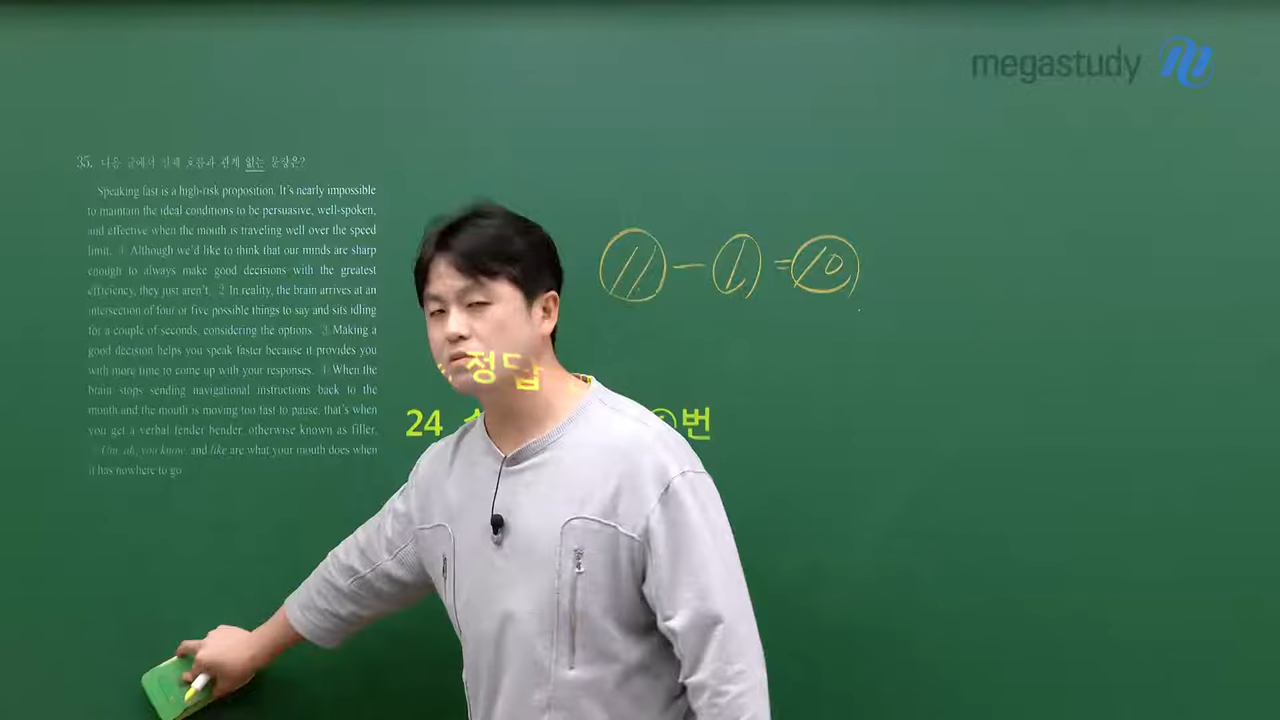 megastudy
35. 다음 글에서 전체 흐름과 관계 없는 문장은?
Speaking fast is a high-risk proposition. It's nearly impossible
to maintain the ideal conditions to be persuasive, well-spoken,
and effective when the mouth is traveling well over the speed
limit. Although we'd like to think that our minds are sharp
enough to always make good decisions with the greatest
efficiency, they just aren't. 2 In reality, the brain arrives at an
intersection of four or five possible things to say and sits idling
for a couple of seconds, considering the options. 3 Making a
good decision helps you speak faster because it provides you
with more time to come up with your responses. When the
brain stops sending navigational instructions back to the
mouth and the mouth is moving too fast to pause, that's when
you get a verbal fender bender, otherwise known as filler.
Um, ah, you know, and like are what your mouth does when
it has nowhere to go
11 - 1 = 10
정답
24 번